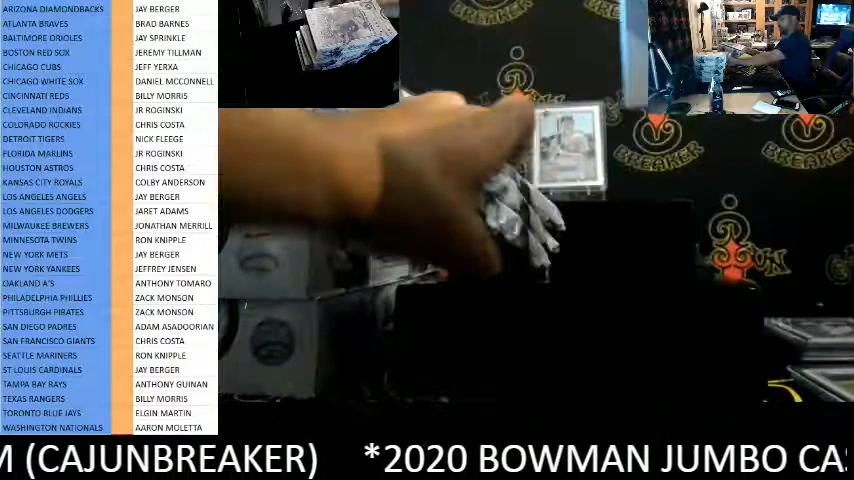 ARIZONA DIAMONDBACKS JAY BERGER
ATLANTA BRAVES BRAD BARNES
BALTIMORE ORIOLES JAY SPRINKLE
BOSTON RED SOX JEREMY TILLMAN
CHICAGO CUBS JEFF YERXA
CHICAGO WHITE SOX DANIEL MCCONNELL
CINCINNATI REDS BILLY MORRIS
CLEVELAND INDIANS JR ROGINSKI
COLORADO ROCKIES CHRIS COSTA
DETROIT TIGERS NICK FLEEGE
FLORIDA MARLINS JR ROGINSKI
HOUSTON ASTROS CHRIS COSTA
KANSAS CITY ROYALS COLBY ANDERSON
LOS ANGELES ANGELS JAY BERGER
LOS ANGELES DODGERS JARET ADAMS
MILWAUKEE BREWERS JONATHAN MERRILL
MINNESOTA TWINS RON KNIPPLE
NEW YORK METS JAY BERGER
NEW YORK YANKEES JEFFREY JENSEN
OAKLAND A'S ANTHONY TOMARO
PHILADELPHIA PHILLIES ZACK MONSON
PITTSBURGH PIRATES ZACK MONSON
SAN DIEGO PADRES ADAM ASADOORIAN
SAN FRANCISCO GIANTS CHRIS COSTA
SEATTLE MARINERS RON KNIPPLE
ST LOUIS CARDINALS JAY BERGER
TAMPA BAY RAYS ANTHONY GUINAN
TEXAS RANGERS BILLY MORRIS
TORONTO BLUE JAYS ELGIN MARTIN
WASHINGTON NATIONALS AARON MOLETTA
BREAKER
BREAKER
BREAKER
M (CAJUNBREAKER) *2020 BOWMAN JUMBO CA